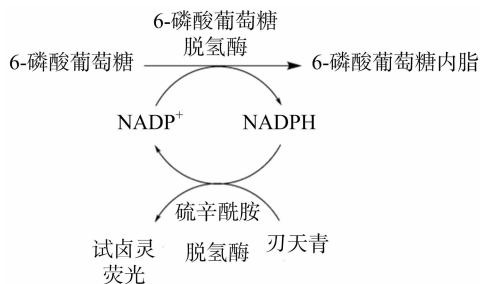 6-磷酸葡萄糖
脱氢酶
6-磷酸葡萄糖
6-磷酸葡萄糖内脂
NADP+
NADPH
硫辛酰胺
脱氢酶
试卤灵
荧光
刃天青